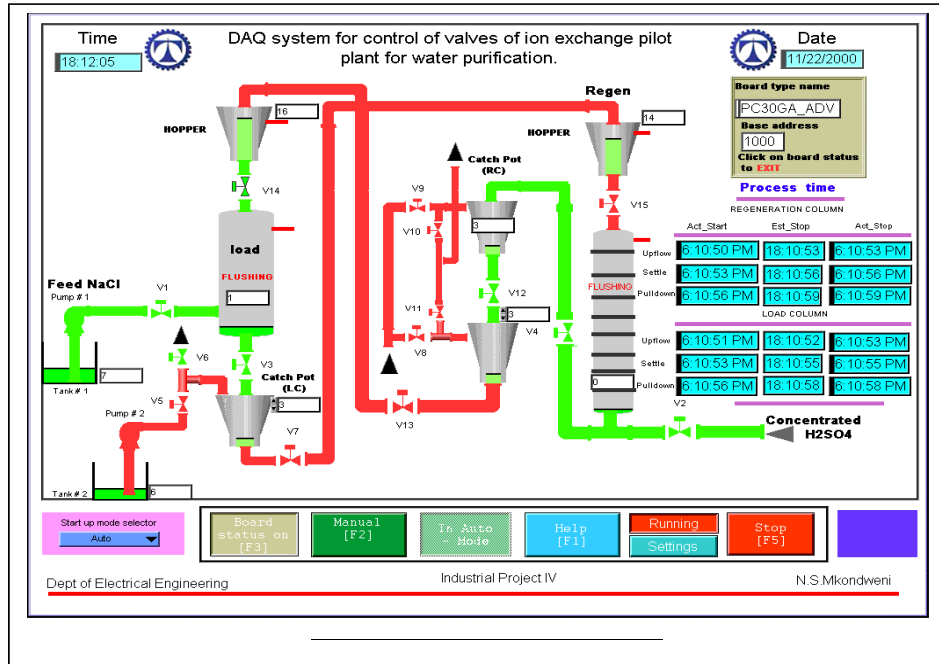 Time
DAQ system for control of valves of ion exchange pilot
plant for water purification.
Date
18:12:05
11/22/2000
Board type name
PC30GA_ADV
Base address
1000
Click on board status
to EXIT
Regen
16
14
HOPPER
HOPPER
Catch Pot
(RC)
V14
V9
V10
V15
3
Process time
REGENERATION COLUMN
Act_Start
Est_Stop
Act_Stop
Upflow
6:10:50 PM
18:10:53
6:10:53 PM
Settle
6:10:53 PM
18:10:56
6:10:56 PM
Pulldown
6:10:56 PM
18:10:59
6:10:59 PM
LOAD COLUMN
Upflow
6:10:51 PM
18:10:52
6:10:53 PM
Settle
6:10:53 PM
18:10:55
6:10:55 PM
Pulldown
6:10:56 PM
18:10:58
6:10:58 PM
load
FLUSHING
1
FLUSHING
0
Feed NaCl
Pump # 1
V1
V12
V11
3
V4
V8
V6
V3
7
Tank # 1
Catch Pot
(LC)
3
V5
Pump # 2
V7
V13
V2
Concentrated
H2SO4
Tank # 2
6
Start up mode selector
Auto
Board
status on
[F3]
Manual
[F2]
In Auto
- Mode
Help
[F1]
Running
Settings
Stop
[F5]
Dept of Electrical Engineering
Industrial Project IV
N.S.Mkondweni